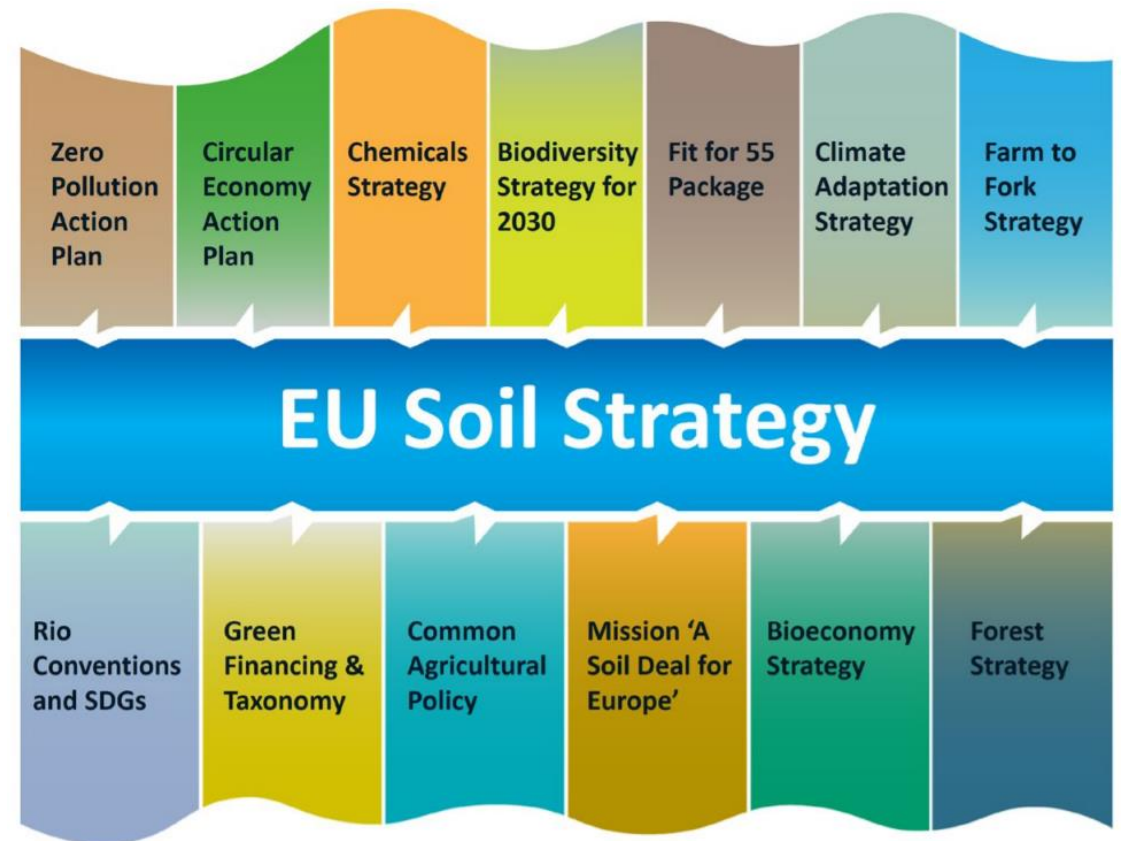 Zero
Pollution
Action
Plan
Circular
Economy
Action
Plan
Chemicals
Strategy
Biodiversity
Strategy for
2030
Fit for 55
Package
Climate
Adaptation
Strategy
Farm to
Fork
Strategy
EU Soil Strategy
Rio
Conventions
and SDGs
Green
Financing &
Taxonomy
Common
Agricultural
Policy
Mission ‘A
Soil Deal for
Europe’
Bioeconomy
Strategy
Forest
Strategy